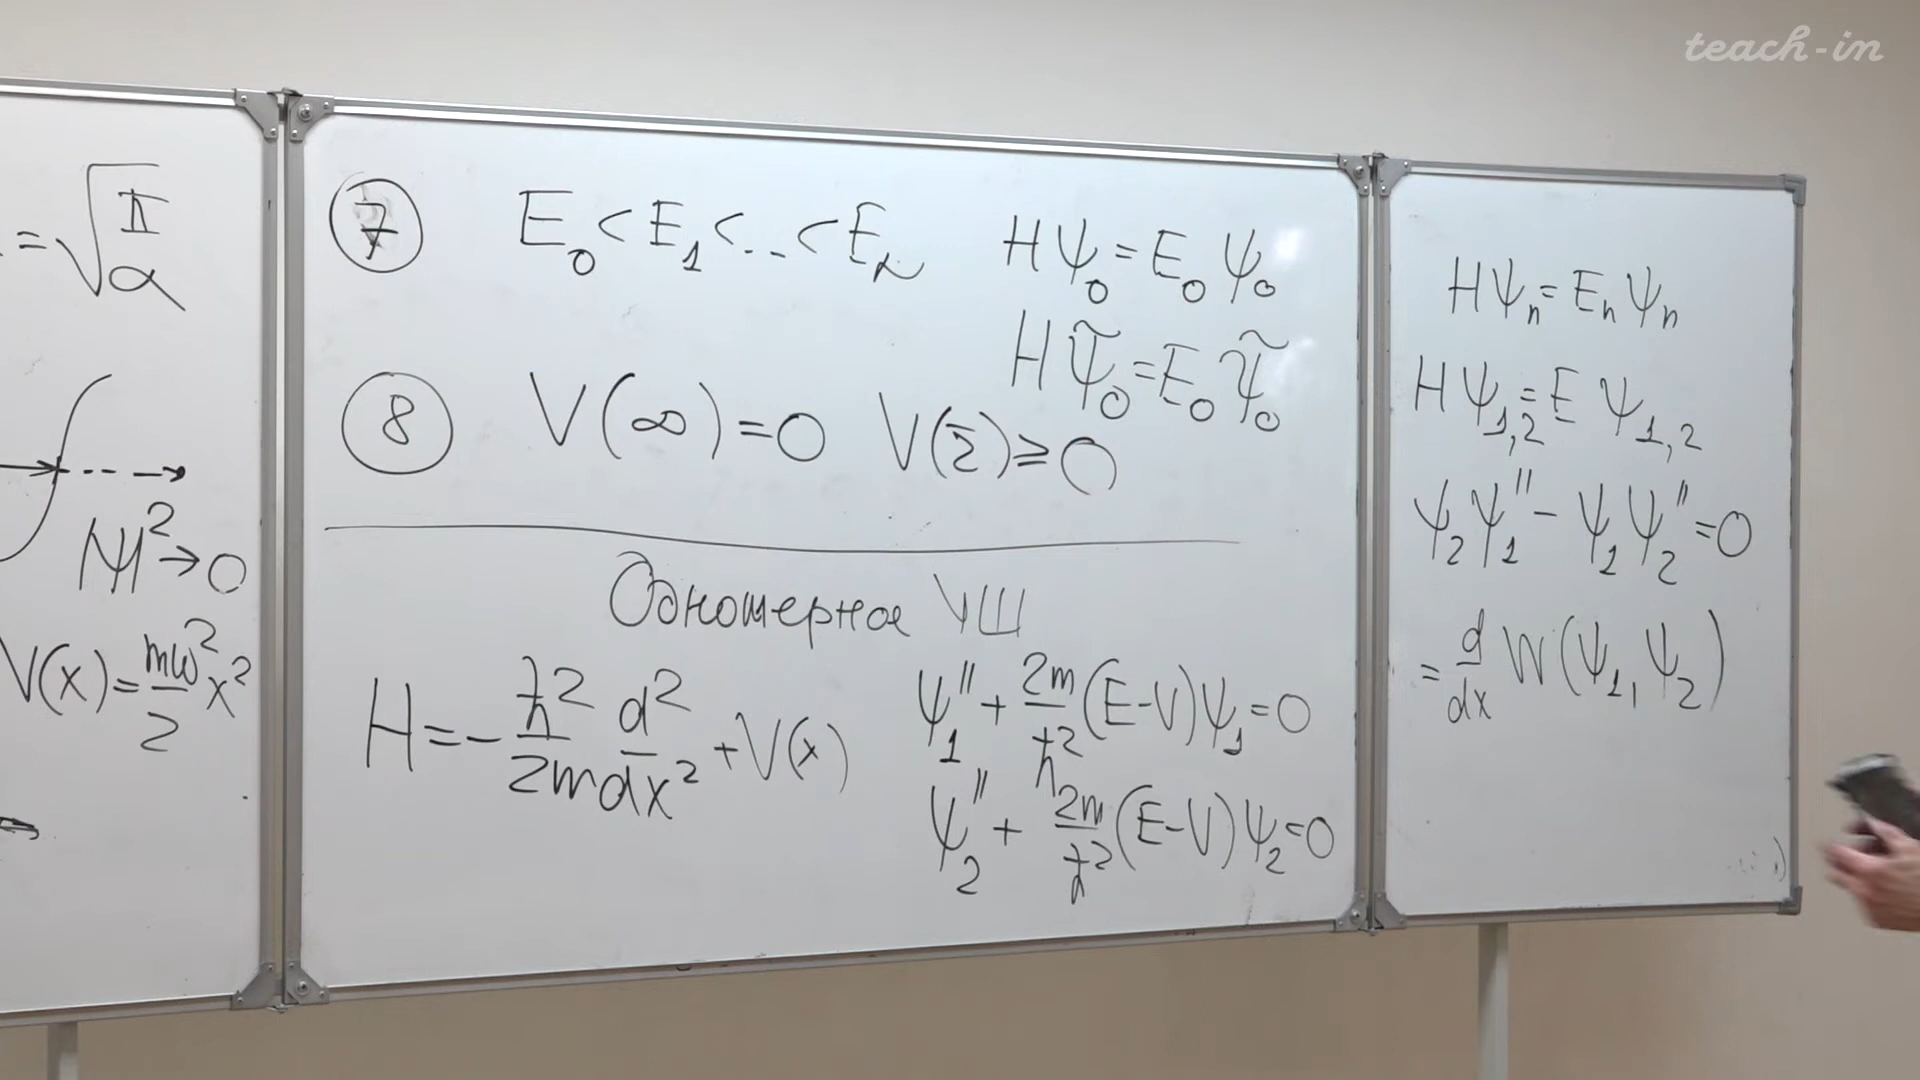 teach-in
= √(π/α)
|ψ|² → 0
V(x) = mω²/2 x²
⑦ E₀ < E₁ < ... < Eₙ
Hψ₀ = E₀ψ₀
Hψ̃₀ = E₀ψ̃₀
⑧ V(∞) = 0 V(Σ) ⩾ 0
Одномерное УШ
H = -ħ²/2m d²/dx² + V(x)
ψ₁'' + 2m/ħ² (E-V)ψ₁ = 0
ψ₂'' + 2m/ħ² (E-V)ψ₂ = 0
Hψₙ = Eₙψₙ
Hψ₁,₂ = E ψ₁,₂
ψ₂ψ₁'' - ψ₁ψ₂'' = 0
= d/dx W(ψ₁, ψ₂)